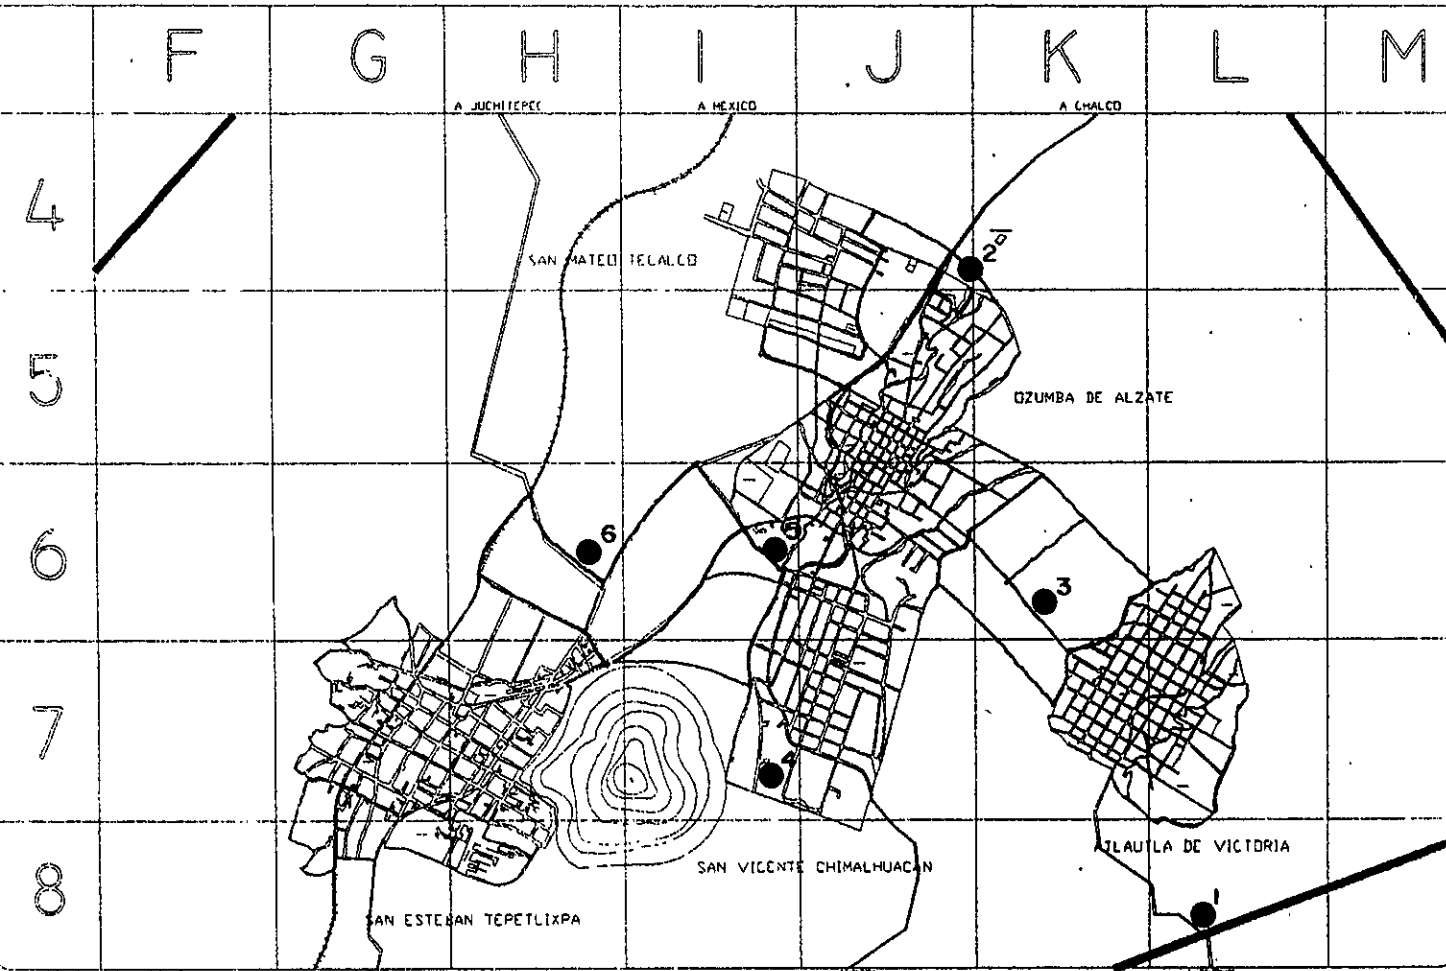 F G H I J K L M
A JUCHITEPEC A MEXICO A CHALCO
4
2
SAN MATEO TECALCO
5
OZUMBA DE ALZATE
6
6 5
3
7
4
ATLAUTLA DE VICTORIA
SAN VICENTE CHIMALHUACAN
8
1
SAN ESTEBAN TEPETLIXPA